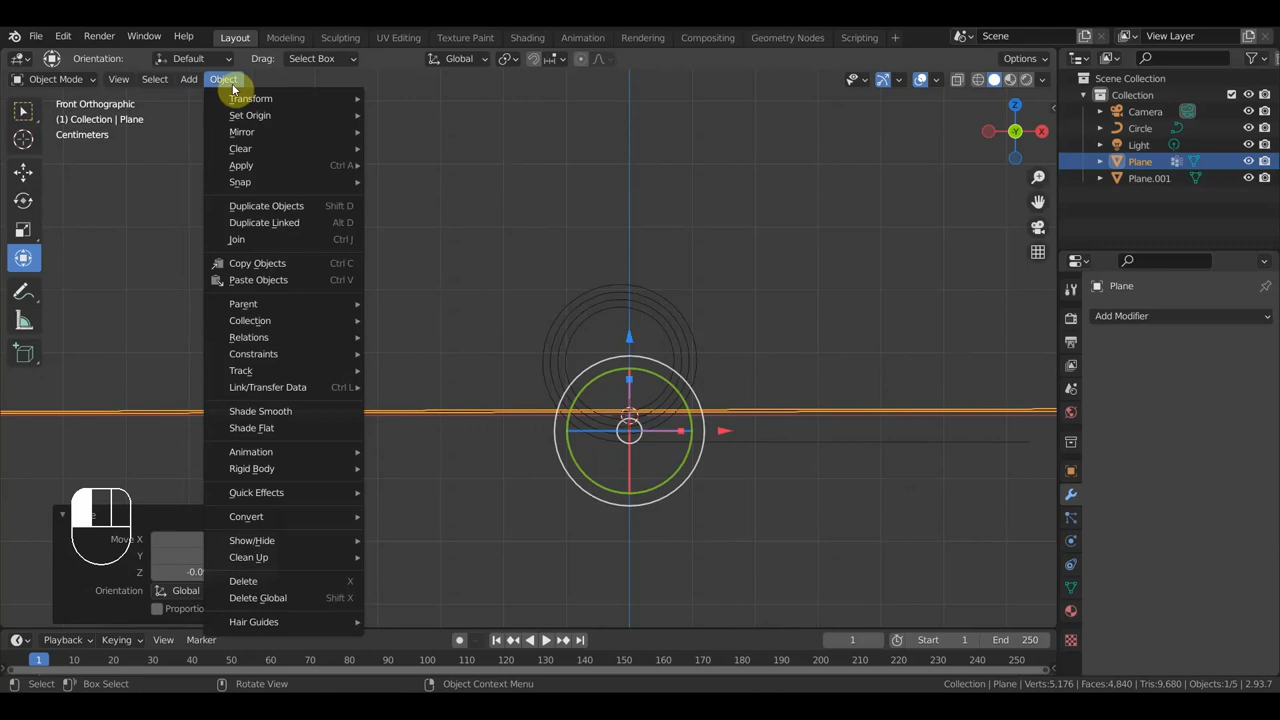 File Edit Render Window Help Layout Modeling Sculpting UV Editing Texture Paint Shading Animation Rendering Compositing Geometry Nodes Scripting + Scene View Layer
Orientation: Default Drag: Select Box Global Options
Object Mode View Select Add Object
Front Orthographic
(1) Collection | Plane
Centimeters
Transform
Set Origin
Mirror
Clear
Apply Ctrl A
Snap
Duplicate Objects Shift D
Duplicate Linked Alt D
Join Ctrl J
Copy Objects Ctrl C
Paste Objects Ctrl V
Parent
Collection
Relations
Constraints
Track
Link/Transfer Data Ctrl L
Shade Smooth
Shade Flat
Animation
Rigid Body
Quick Effects
Convert
Show/Hide
Clean Up
Delete X
Delete Global Shift X
Hair Guides
Move X
Y
Z -0.0
Orientation Global
Proportio
Z
X
-Y
Scene Collection
Collection
Camera
Circle
Light
Plane
Plane.001
Plane
Add Modifier
Playback Keying View Marker 1 Start 1 End 250
1 10 20 30 40 50 60 70 80 90 100 110 120 130 140 150 160 170 180 190 200 210 220 230 240 250
Select Box Select Rotate View Object Context Menu Collection | Plane | Verts:5,176 | Faces:4,840 | Tris:9,680 | Objects:1/5 | 2.93.7